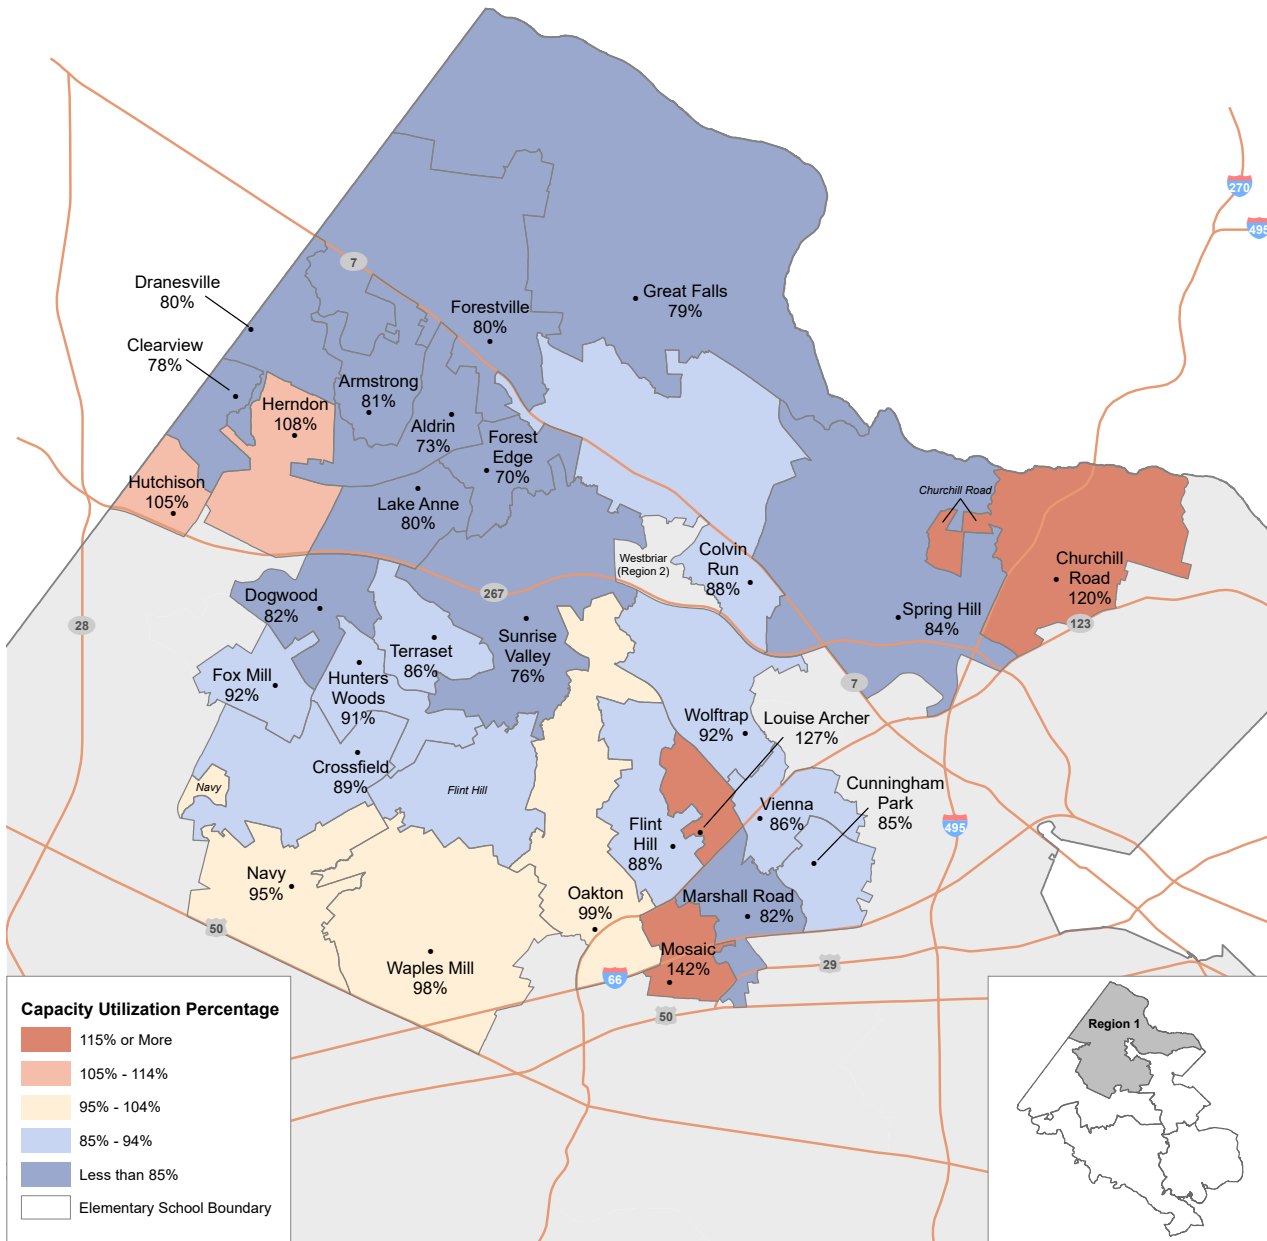 270
495
7
Dranesville
80%
Great Falls
79%
Forestville
80%
Clearview
78%
Armstrong
81%
Herndon
108%
Aldrin
73%
Forest
Edge
70%
Hutchison
105%
Lake Anne
80%
Churchill Road
Colvin
Run
88%
Westbriar
(Region 2)
Churchill
Road
120%
267
Dogwood
82%
Spring Hill
84%
28
123
Sunrise
Valley
76%
Terraset
86%
Fox Mill
92%
Hunters
Woods
91%
7
Wolftrap
92%
Louise Archer
127%
Crossfield
89%
Navy
Flint Hill
Cunningham
Park
85%
Vienna
86%
Flint
Hill
88%
495
Navy
95%
Oakton
99%
Marshall Road
82%
50
Mosaic
142%
Waples Mill
98%
66
29
50
Capacity Utilization Percentage
115% or More
105% - 114%
95% - 104%
85% - 94%
Less than 85%
Elementary School Boundary
Region 1